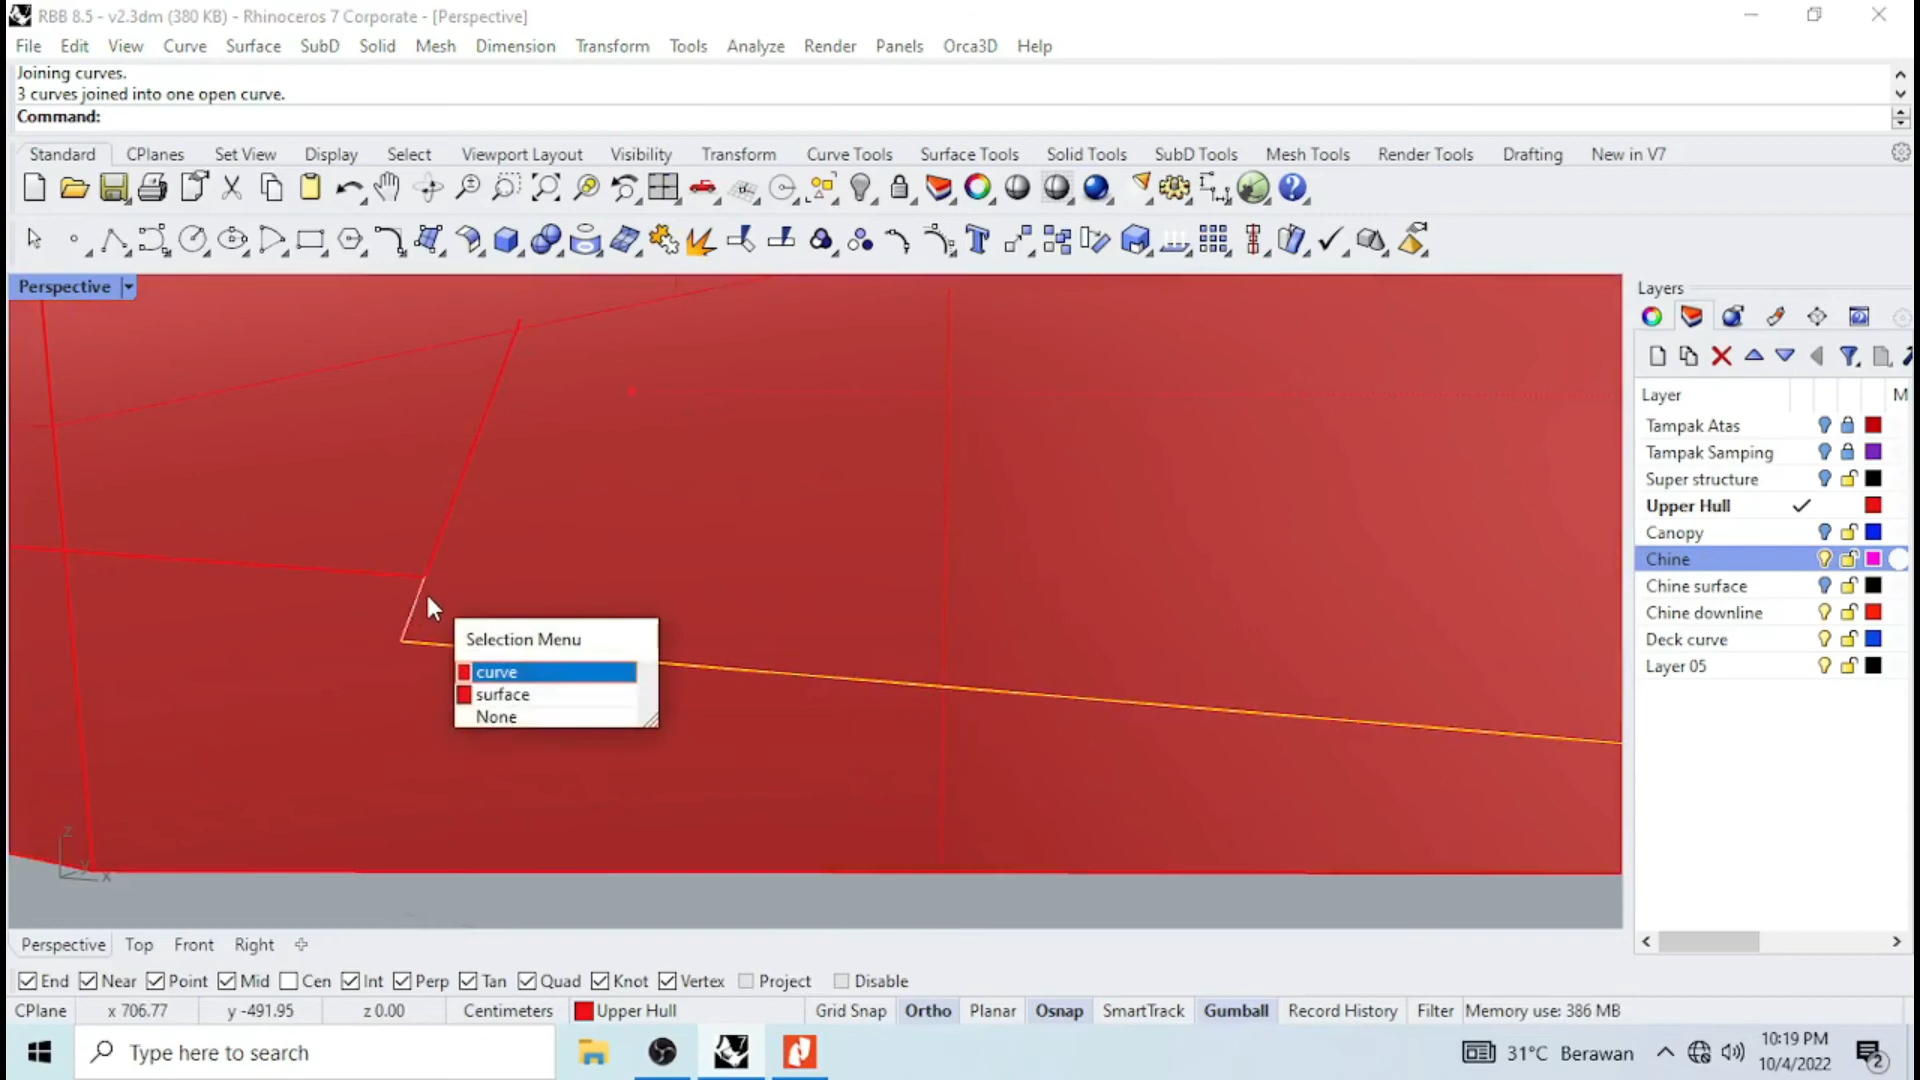 RBB 8.5 - v2.3dm (380 KB) - Rhinoceros 7 Corporate - [Perspective]
File Edit View Curve Surface SubD Solid Mesh Dimension Transform Tools Analyze Render Panels Orca3D Help
Joining curves.
3 curves joined into one open curve.
Command:
Standard CPlanes Set View Display Select Viewport Layout Visibility Transform Curve Tools Surface Tools Solid Tools SubD Tools Mesh Tools Render Tools Drafting New in V7
Perspective
Layers
Layer M
Tampak Atas
Tampak Samping
Super structure
Upper Hull
Canopy
Chine
Chine surface
Chine downline
Deck curve
Layer 05
Selection Menu
curve
surface
None
z
y
x
Perspective Top Front Right
End Near Point Mid Cen Int Perp Tan Quad Knot Vertex Project Disable
CPlane x 706.77 y -491.95 z 0.00 Centimeters Upper Hull Grid Snap Ortho Planar Osnap SmartTrack Gumball Record History Filter Memory use: 386 MB
Type here to search
31°C Berawan
10:19 PM
10/4/2022
2